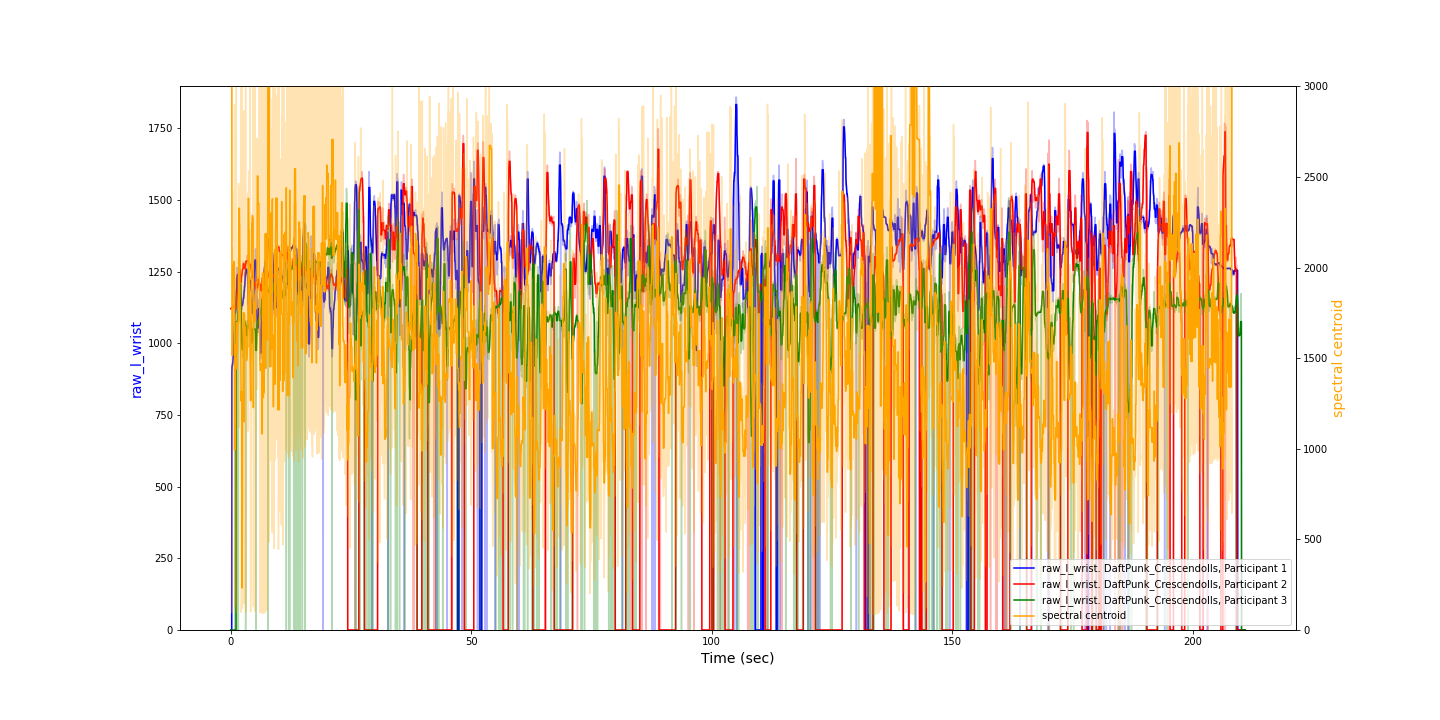 1750
1500
1250
1000
750
500
250
0
raw_l_wrist
3000
2500
2000
1500
1000
500
0
spectral centroid
raw_l_wrist. DaftPunk_Crescendolls, Participant 1
raw_l_wrist. DaftPunk_Crescendolls, Participant 2
raw_l_wrist. DaftPunk_Crescendolls, Participant 3
spectral centroid
0 50 100 150 200
Time (sec)